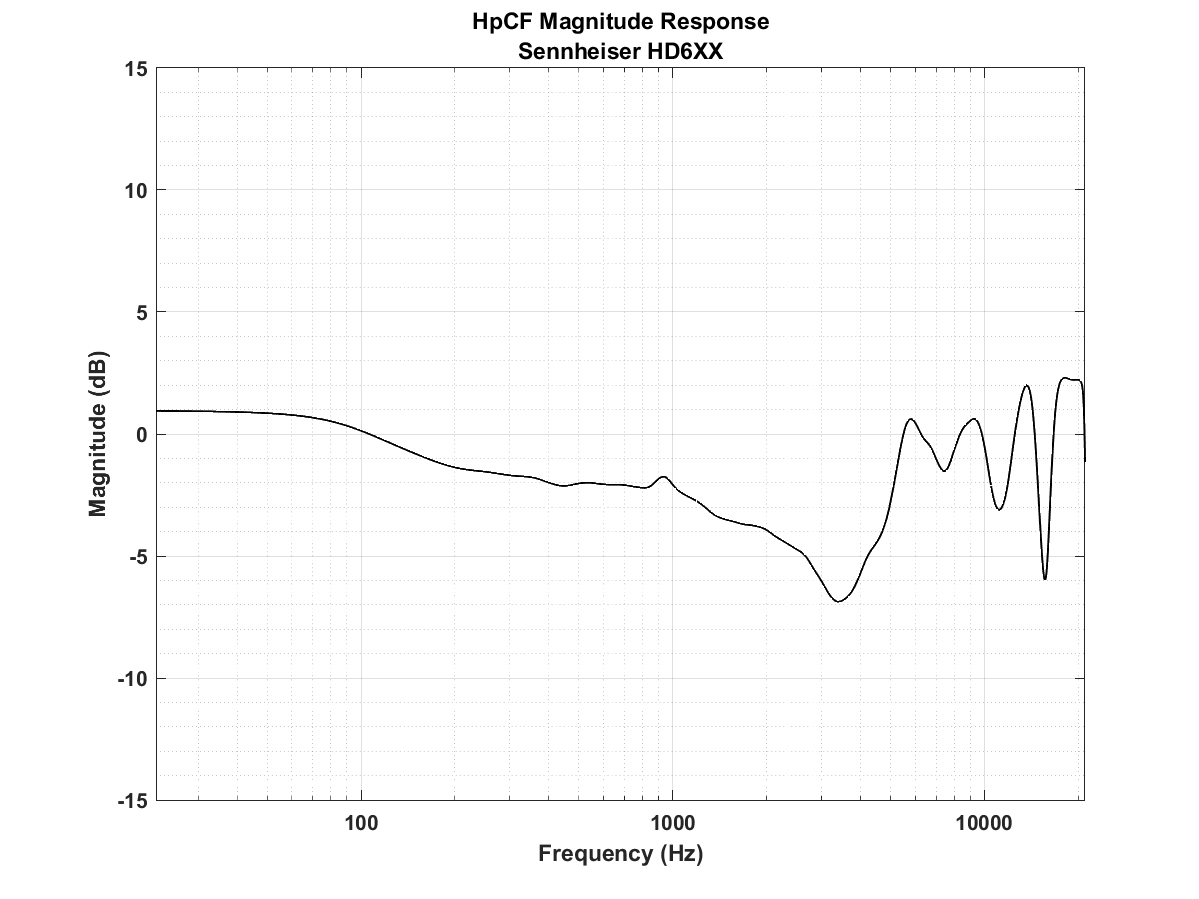 HpCF Magnitude Response
Sennheiser HD6XX
15
10
5
0
-5
-10
-15
Magnitude (dB)
100
1000
10000
Frequency (Hz)